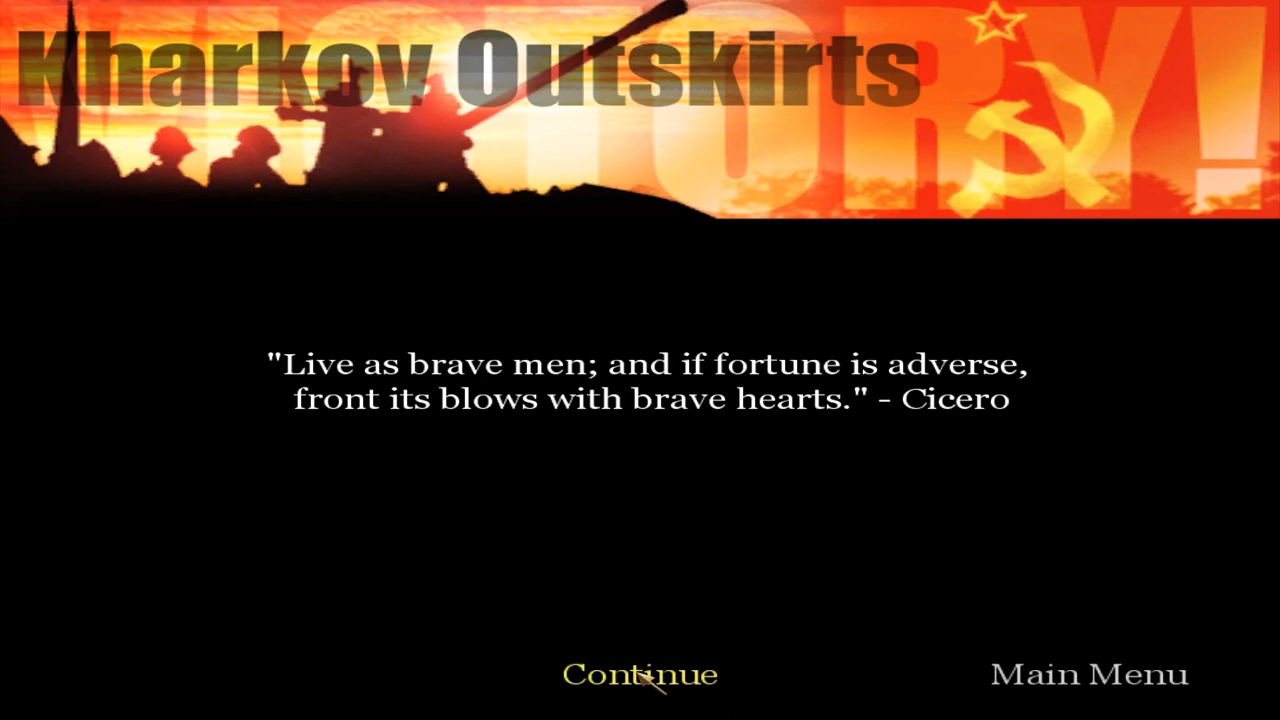 VICTORY!
Kharkov Outskirts
"Live as brave men; and if fortune is adverse,
front its blows with brave hearts." - Cicero
Continue
Main Menu